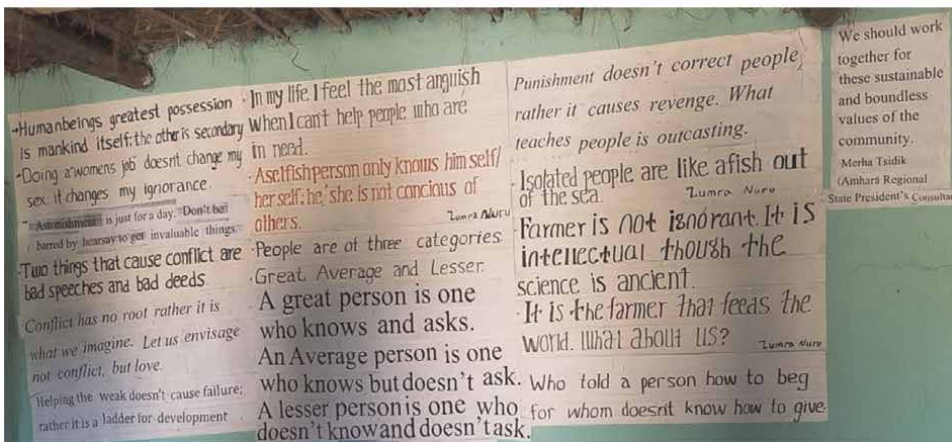 -Humanbeings greatest possession
is mankind itself: the other is secondary
-Doing a womens job doesnt change my
sex. it changes my ignorance.
"Astonishment is just for a day. "Don't be
barred by hearsay to get invaluable things.
-Two things that cause conflict are
bad speeches and bad deeds
Conflict has no root rather it is
what we imagine. Let us envisage
not conflict, but love.
Helping the weak doesn't cause failure;
rather it is a ladder for development
·In my life I feel the most anguish
When I can't help people who are
in need.
·A selfish person only knows him self/
her self: he/ she is not concious of
others.
Zumra Nuru
·People are of three categories
·Great, Average and Lesser.
A great person is one
who knows and asks.
An Average person is one
who knows but doesn't ask.
A lesser person is one who
doesn't know and doesn't ask.
Punishment doesn't correct people
rather it causes revenge. What
teaches people is outcasting.
·Isolated people are like afish out
of the sea.
Zumra Nuru
·Farmer is not ignorant. It is
intellectual though the
science is ancient.
·It is the farmer that feeds the
world. What about us?
Zumra Nuru
Who told a person how to beg
for whom doesnt know how to give
We should work
together for
these sustainable
and boundless
values of the
community.
Merha Tsidik
(Amhara Regional
State President's Consultan